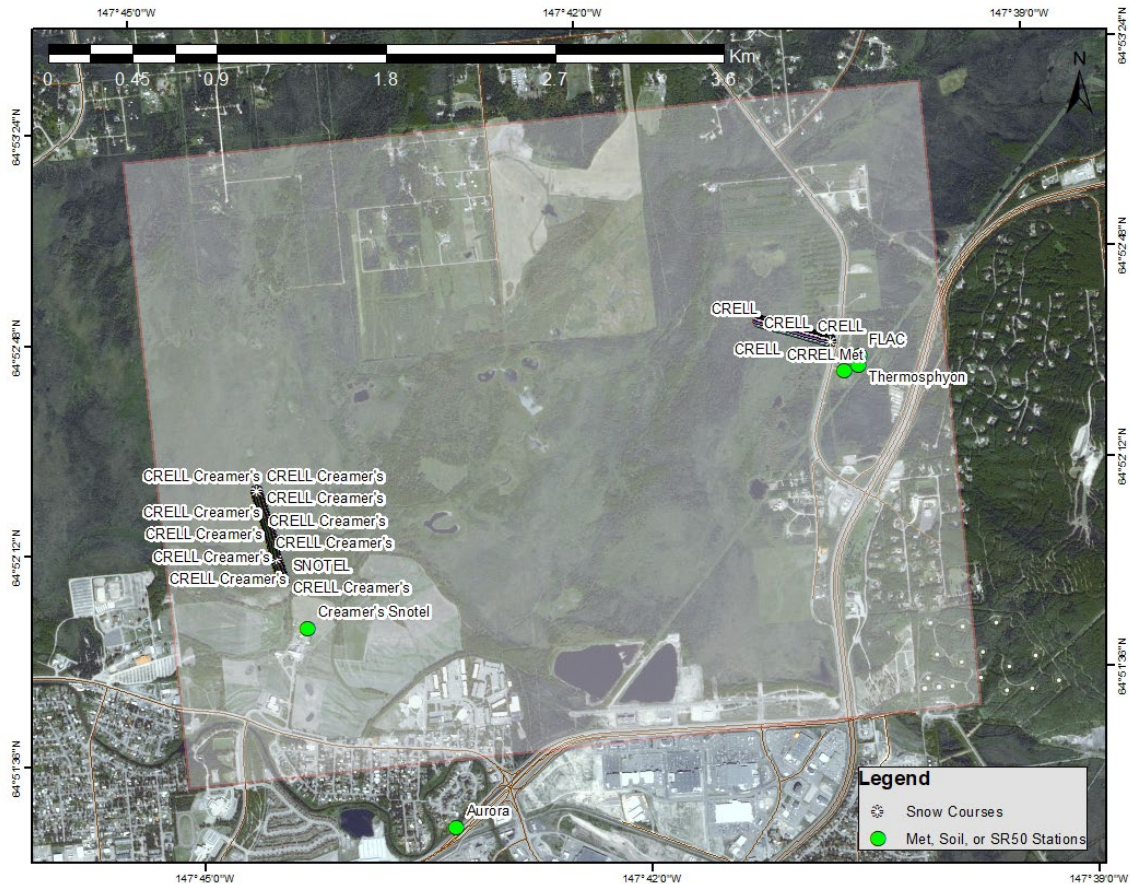 147°45'0"W 147°42'0"W 147°39'0"W
64°53'24"N
64°53'24"N
N
Km
0 0.45 0.9 1.8 2.7 3.6
64°52'48"N
64°52'48"N
CRELL
CRELL CRELL
FLAC
CRELL CRREL Met
Thermosphyon
64°52'12"N
64°52'12"N
CRELL Creamer's CRELL Creamer's
CRELL Creamer's
CRELL Creamer's CRELL Creamer's
CRELL Creamer's CRELL Creamer's
CRELL Creamer's SNOTEL
CRELL Creamer's CRELL Creamer's
Creamer's Snotel
64°51'36"N
64°51'36"N
Aurora
Legend
Snow Courses
Met, Soil, or SR50 Stations
147°45'0"W 147°42'0"W 147°39'0"W